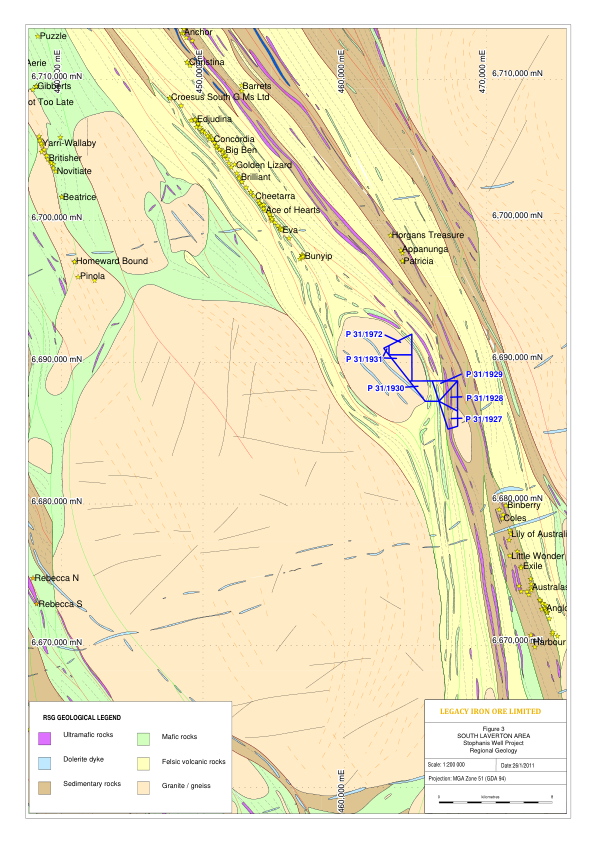 Puzzle
Anchor
Aerie
Christina
6,710,000 mN
450,000 mE
460,000 mE
470,000 mE
6,710,000 mN
Gibberts
Barrets
ot Too Late
Croesus South G Ms Ltd
Edjudina
Yarri-Wallaby
Concordia
Big Ben
Britisher
Golden Lizard
Novitiate
Brilliant
Beatrice
Cheetarra
Ace of Hearts
6,700,000 mN
6,700,000 mN
Eva
Horgans Treasure
Appanunga
Bunyip
Patricia
Homeward Bound
Pinola
P 31/1972
6,690,000 mN
P 31/1931
6,690,000 mN
P 31/1929
P 31/1930
P 31/1928
P 31/1927
6,680,000 mN
6,680,000 mN
Binberry
Coles
Lily of Australi
Little Wonder
Exile
Rebecca N
Australas
Rebecca S
Anglo
6,670,000 mN
6,670,000 mN
Harbour
460,000 mE
RSG GEOLOGICAL LEGEND
Ultramafic rocks
Mafic rocks
Dolerite dyke
Felsic volcanic rocks
Sedimentary rocks
Granite / gneiss
LEGACY IRON ORE LIMITED
Figure 3
SOUTH LAVERTON AREA
Stephanis Well Project
Regional Geology
Scale: 1:200 000
Date:26/1/2011
Projection: MGA Zone 51 (GDA 94)
kilometres